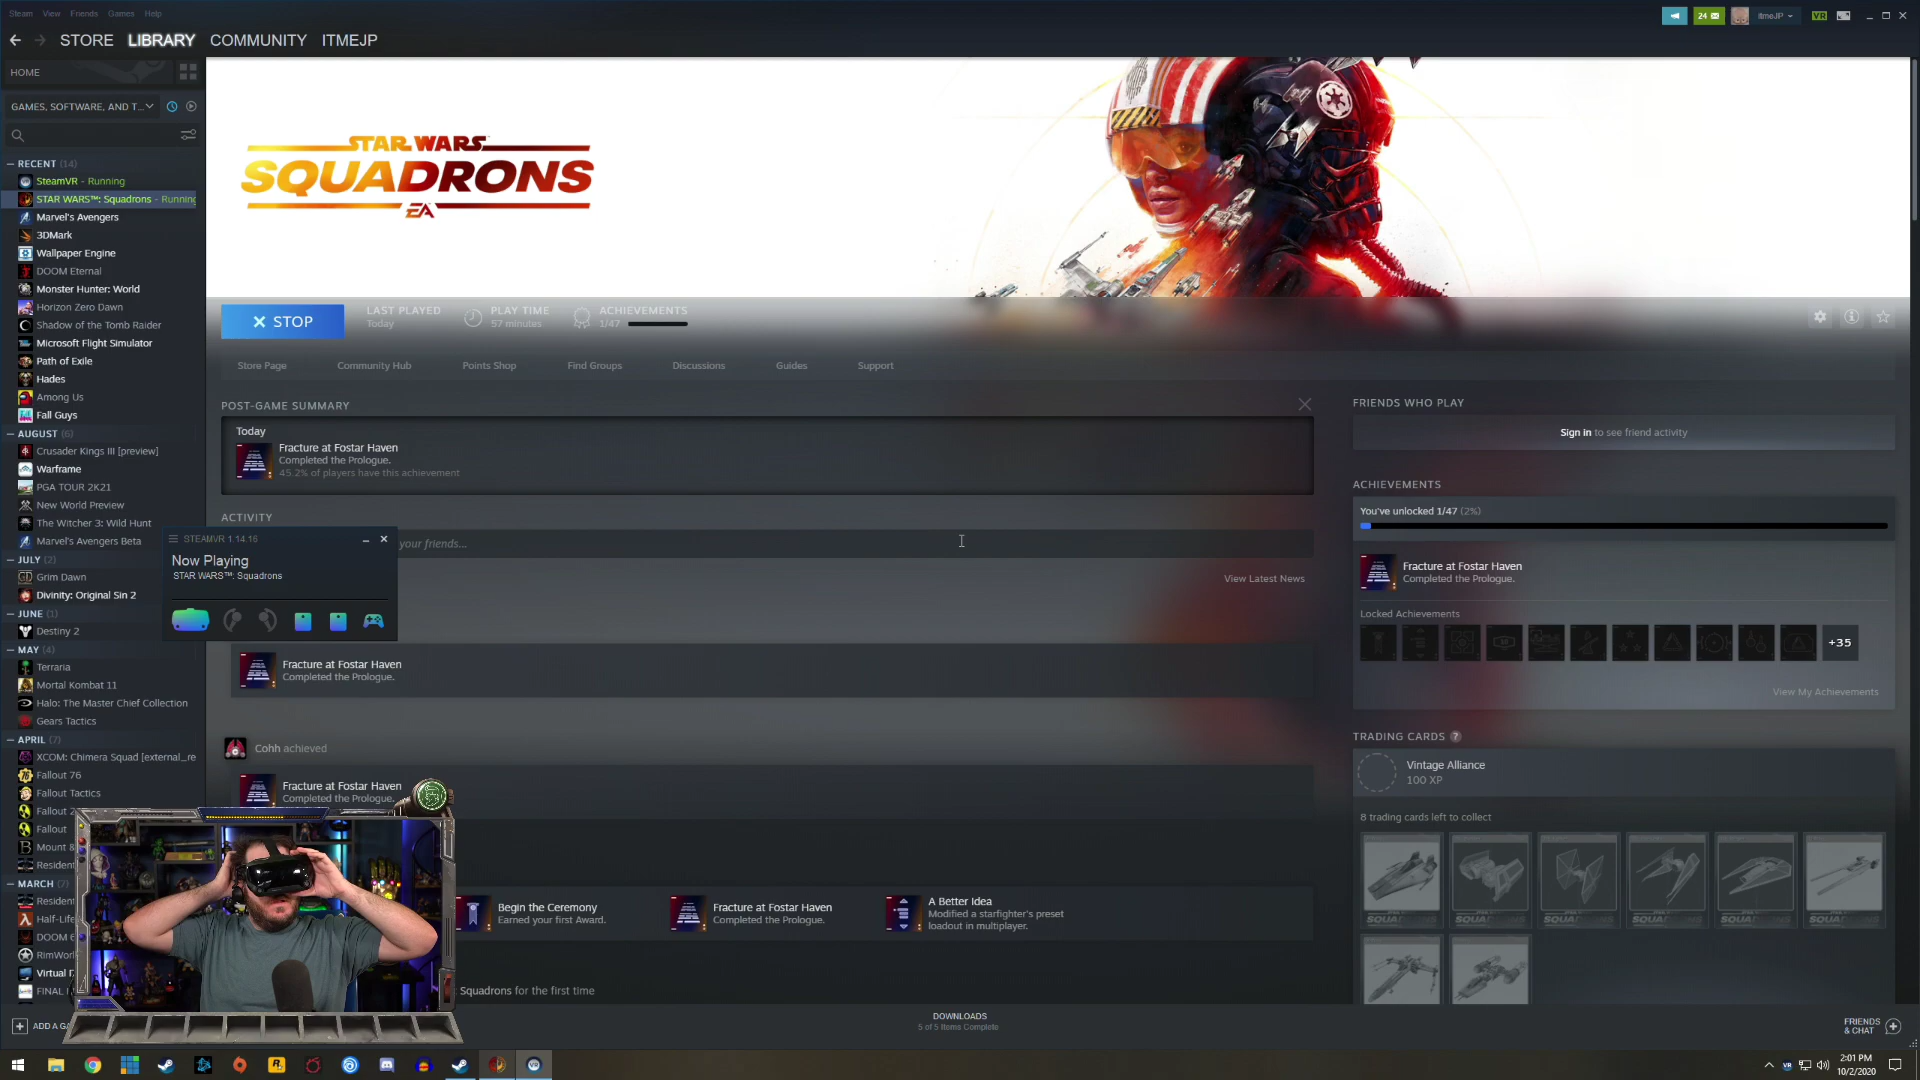 Steam View Friends Games Help
24
itmeJP
VR
STORE LIBRARY COMMUNITY ITMEJP
HOME
GAMES, SOFTWARE, AND T...
RECENT (14)
SteamVR - Running
STAR WARS™: Squadrons - Running
Marvel's Avengers
3DMark
Wallpaper Engine
DOOM Eternal
Monster Hunter: World
Horizon Zero Dawn
Shadow of the Tomb Raider
Microsoft Flight Simulator
Path of Exile
Hades
Among Us
Fall Guys
AUGUST (6)
Crusader Kings III [preview]
Warframe
PGA TOUR 2K21
New World Preview
The Witcher 3: Wild Hunt
Marvel's Avengers Beta
JULY (2)
Grim Dawn
Divinity: Original Sin 2
JUNE (1)
Destiny 2
MAY (4)
Terraria
Mortal Kombat 11
Halo: The Master Chief Collection
Gears Tactics
APRIL (7)
XCOM: Chimera Squad [external_re
Fallout 76
Fallout Tactics
Fallout
Mount &
MARCH (7)
RimWorl
ADD A GA
STAR WARS
SQUADRONS
EA
STOP
LAST PLAYED
Today
PLAY TIME
57 minutes
ACHIEVEMENTS
1/47
Store Page Community Hub Points Shop Find Groups Discussions Guides Support
POST-GAME SUMMARY
Today
Fracture at Fostar Haven
Completed the Prologue.
45.2% of players have this achievement
ACTIVITY
your friends...
View Latest News
STEAMVR 1.14.16
Now Playing
STAR WARS™: Squadrons
Fracture at Fostar Haven
Completed the Prologue.
Cohh achieved
Fracture at Fostar Haven
Completed the Prologue.
Begin the Ceremony
Earned your first Award.
Fracture at Fostar Haven
Completed the Prologue.
A Better Idea
Modified a starfighter's preset
loadout in multiplayer.
Squadrons for the first time
FRIENDS WHO PLAY
Sign in to see friend activity
ACHIEVEMENTS
You've unlocked 1/47 (2%)
Fracture at Fostar Haven
Completed the Prologue.
Locked Achievements
+35
View My Achievements
TRADING CARDS ?
Vintage Alliance
100 XP
8 trading cards left to collect
DOWNLOADS
5 of 5 Items Complete
FRIENDS
& CHAT
2:01 PM
10/2/2020